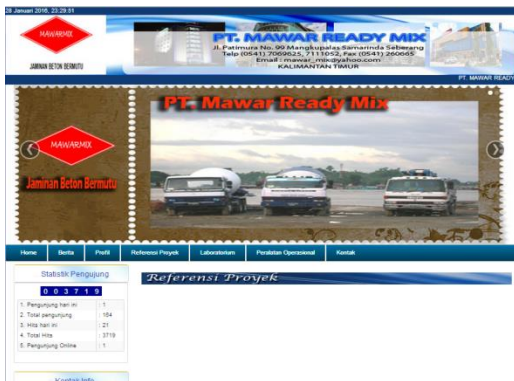 29 Januari 2016, 23:29:51
MAWARMIX
JAMINAN BETON BERMUTU
PT. MAWAR READY MIX
Jl. Patimura No. 99 Mangkupalas Samarinda Seberang
Telp (0541) 7069625, 7111052, Fax (0541) 260665
Email : mawar_mix@yahoo.com
KALIMANTAN TIMUR
PT. MAWAR READY
PT. Mawar Ready Mix
MAWARMIX
Jaminan Beton Bermutu
Home Berita Profil Referensi Proyek Laboratorium Peralatan Operasional Kontak
Statistik Pengujung
003719
1. Pengunjung hari ini : 1
2. Total pengunjung : 164
3. Hits hari ini : 21
4. Total Hits : 3719
5. Pengunjung Online : 1
Referensi Proyek
Kontak Info